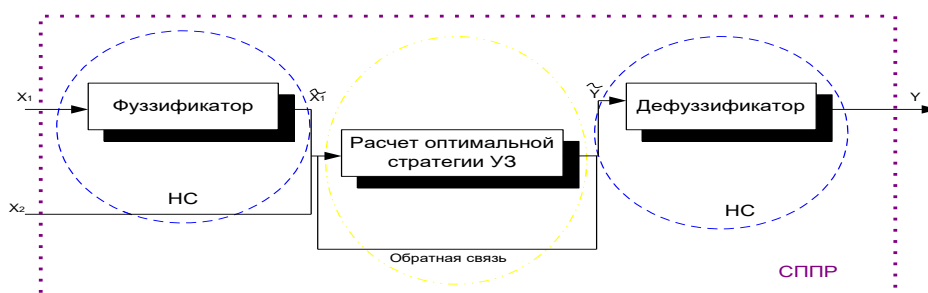 X₁
Фуззификатор
X̃₁
Расчет оптимальной
стратегии УЗ
Ỹ
Дефуззификатор
Y
НС
X₂
НС
Обратная связь
СППР